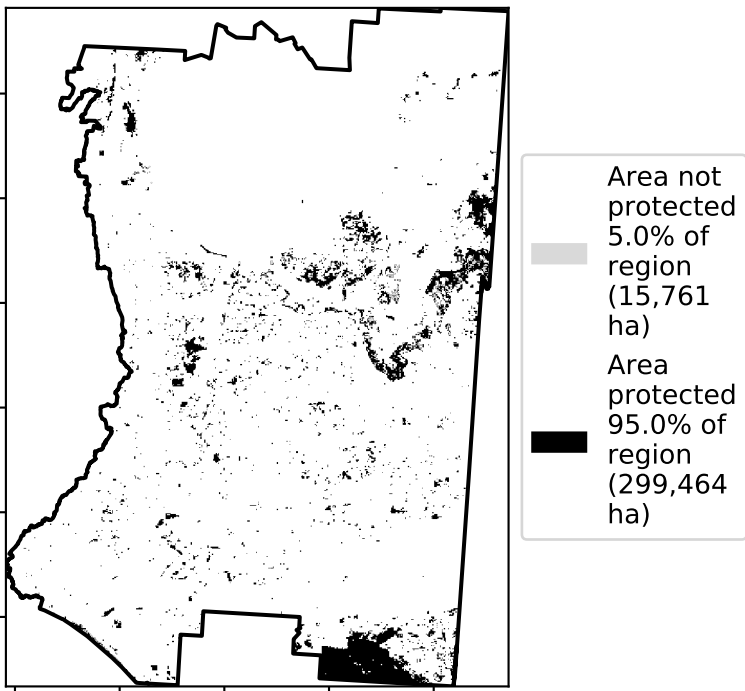 Area not
protected
5.0% of
region
(15,761
ha)
Area
protected
95.0% of
region
(299,464
ha)